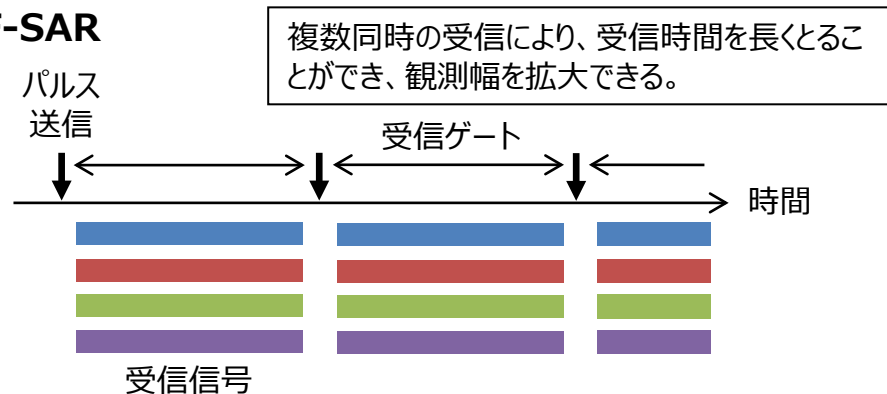 F-SAR
複数同時の受信により、受信時間を長くとるこ
とができ、観測幅を拡大できる。
パルス
送信
受信ゲート
時間
受信信号